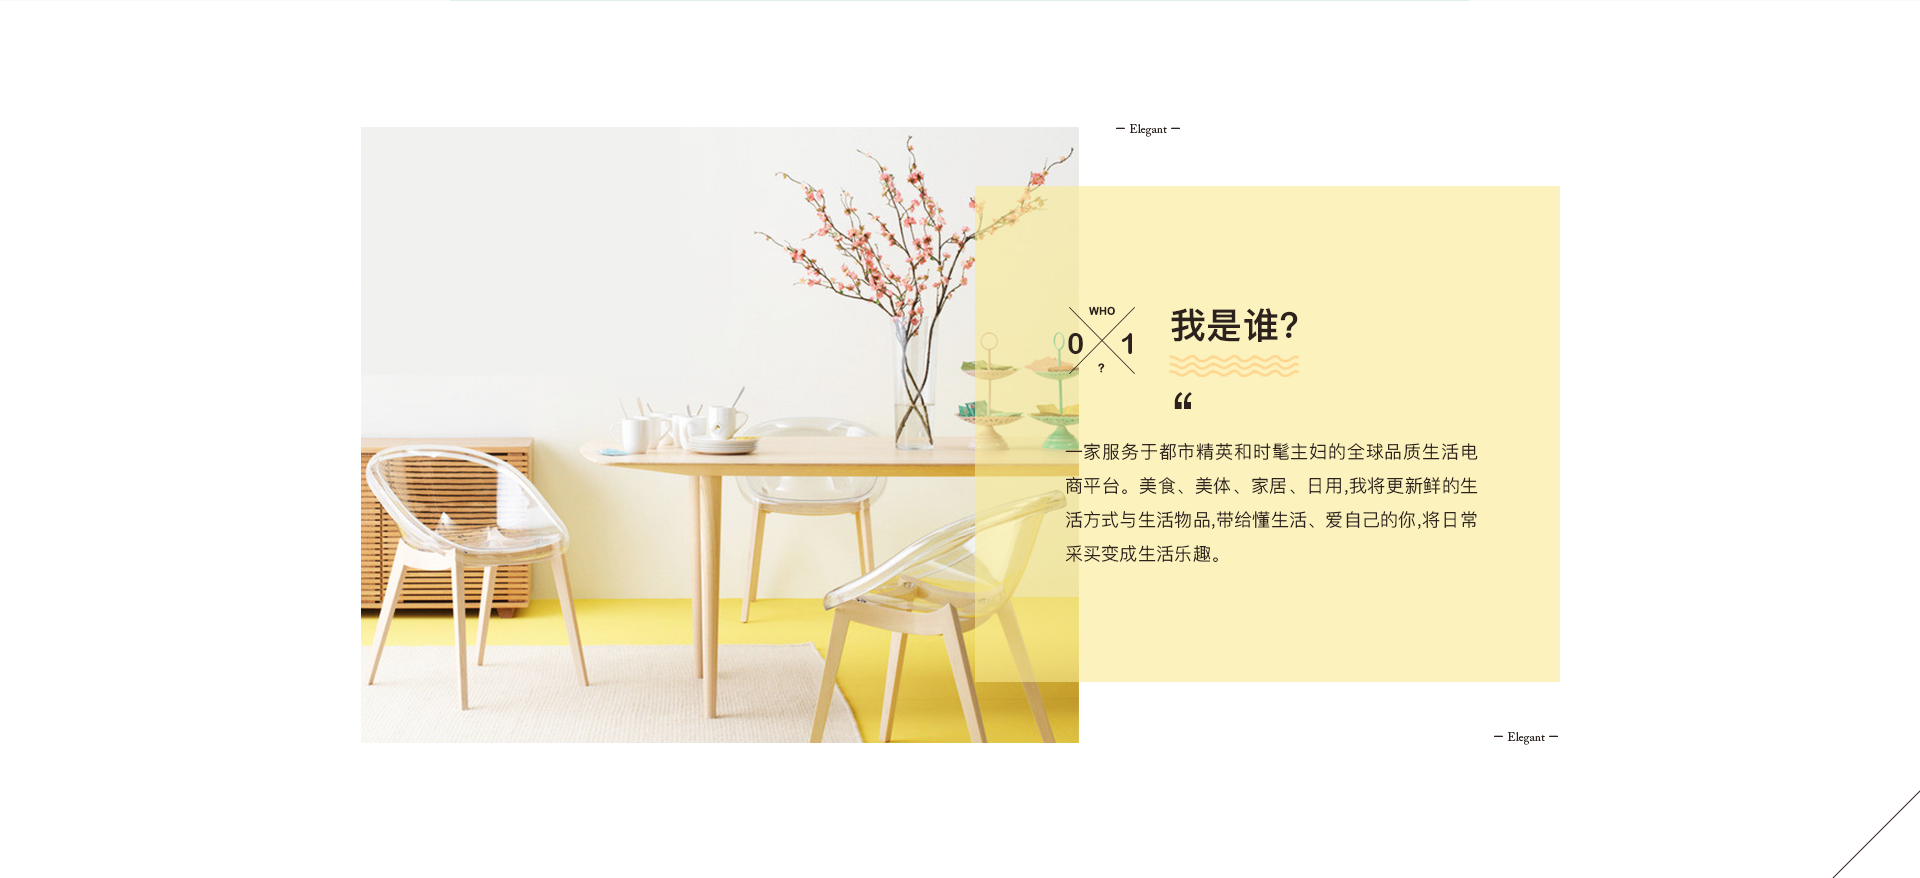 – Elegant –
WHO
0 1
?
我是谁?
“
一家服务于都市精英和时髦主妇的全球品质生活电
商平台。美食、美体、家居、日用,我将更新鲜的生
活方式与生活物品,带给懂生活、爱自己的你,将日常
采买变成生活乐趣。
– Elegant –